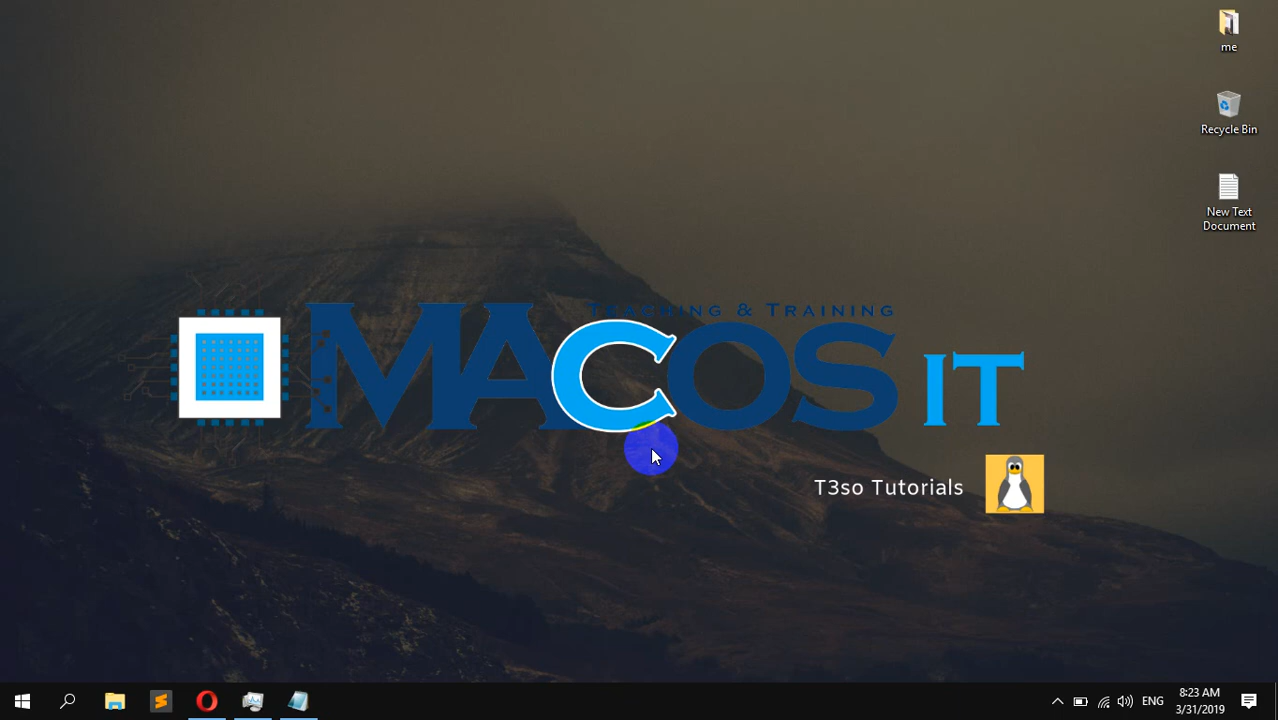 me
Recycle Bin
New Text
Document
TEACHING & TRAINING
MACOS IT
T3so Tutorials
ENG
8:23 AM
3/31/2019